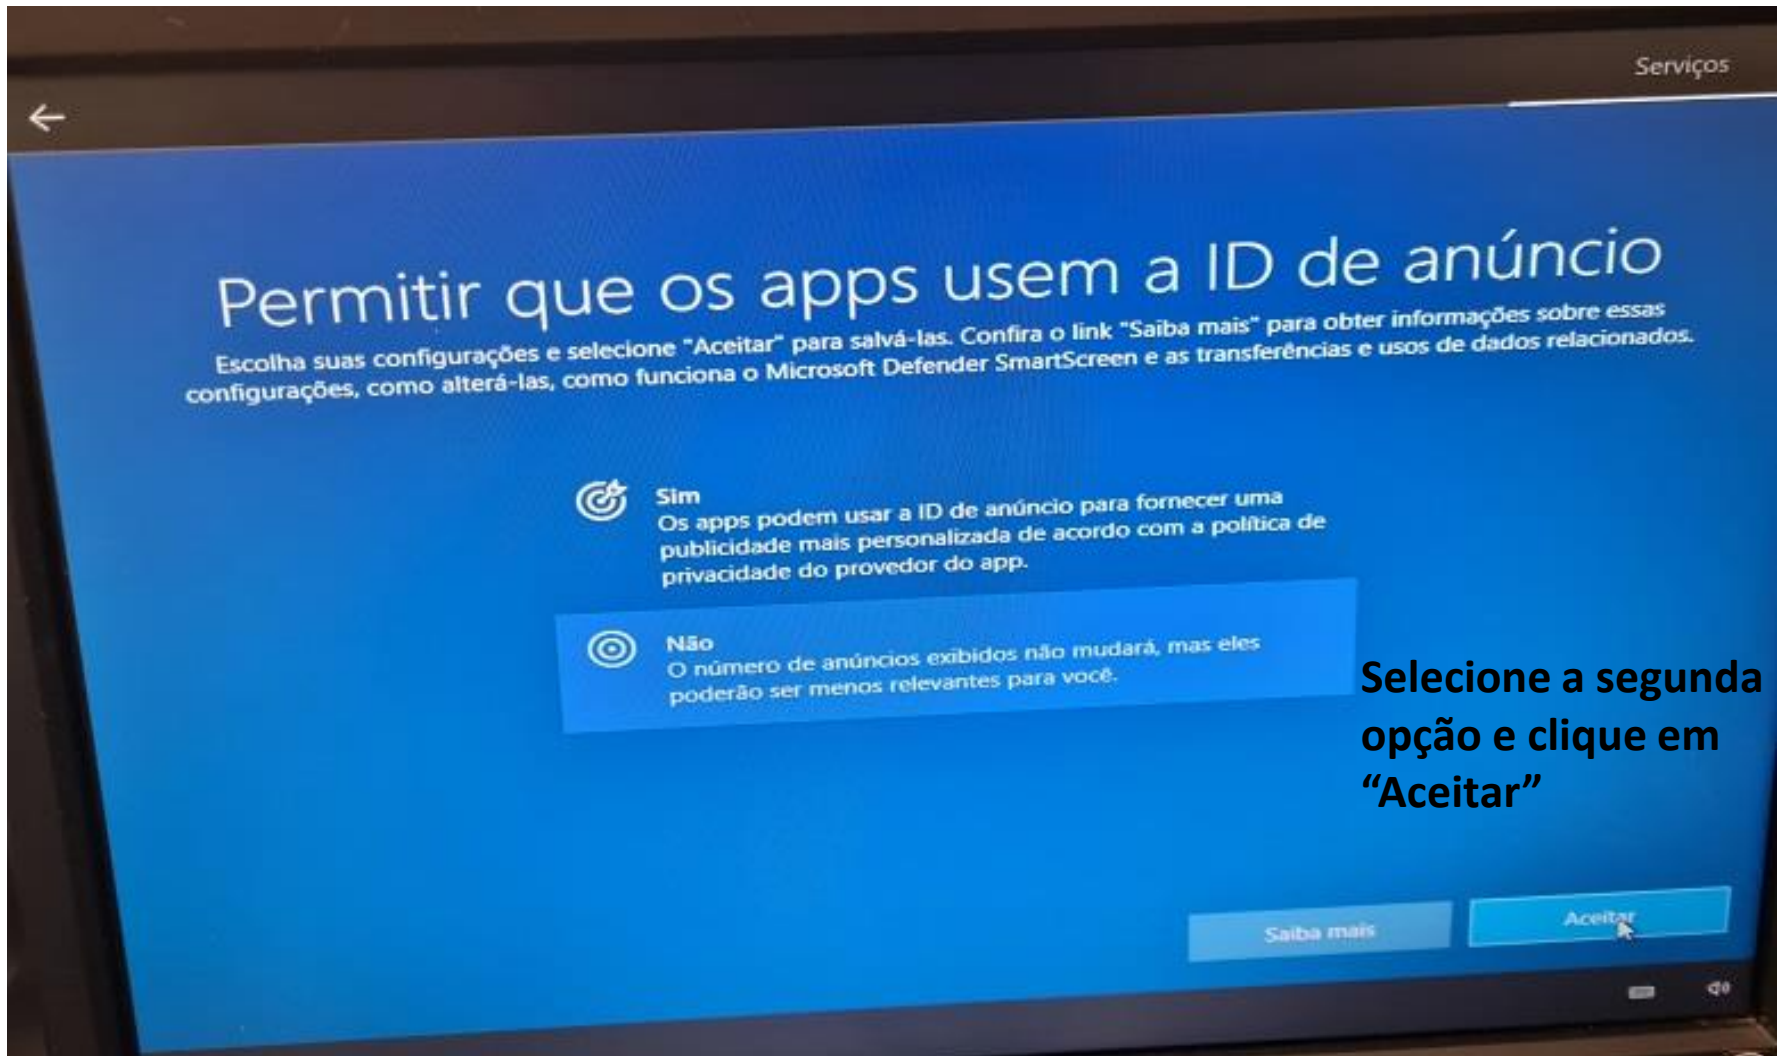 Serviços
Permitir que os apps usem a ID de anúncio
Escolha suas configurações e selecione "Aceitar" para salvá-las. Confira o link "Saiba mais" para obter informações sobre essas
configurações, como alterá-las, como funciona o Microsoft Defender SmartScreen e as transferências e usos de dados relacionados.
Sim
Os apps podem usar a ID de anúncio para fornecer uma
publicidade mais personalizada de acordo com a política de
privacidade do provedor do app.
Não
O número de anúncios exibidos não mudará, mas eles
poderão ser menos relevantes para você.
Selecione a segunda
opção e clique em
“Aceitar”
Saiba mais
Aceitar